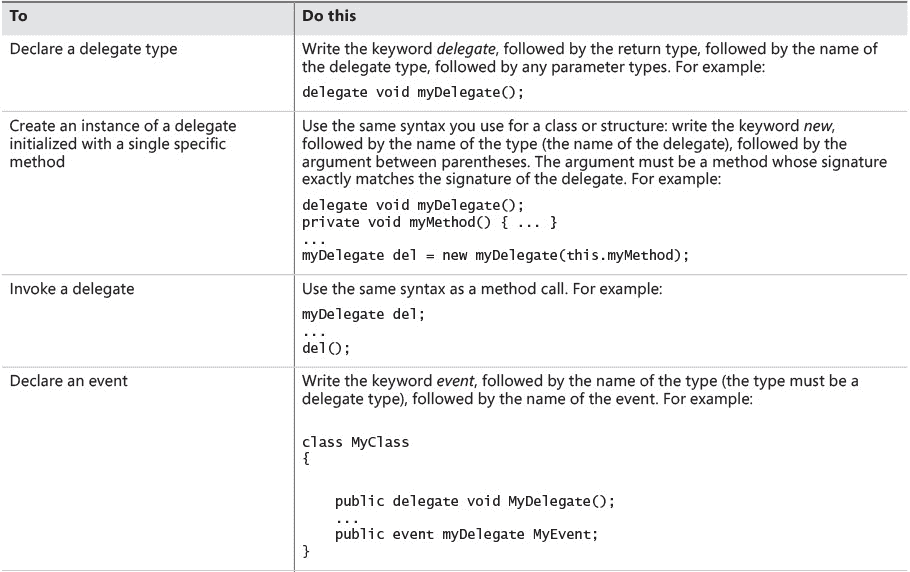 To
Do this
Declare a delegate type
Write the keyword delegate, followed by the return type, followed by the name of
the delegate type, followed by any parameter types. For example:
delegate void myDelegate();
Create an instance of a delegate
initialized with a single specific
method
Use the same syntax you use for a class or structure: write the keyword new,
followed by the name of the type (the name of the delegate), followed by the
argument between parentheses. The argument must be a method whose signature
exactly matches the signature of the delegate. For example:
delegate void myDelegate();
private void myMethod() { ... }
...
myDelegate del = new myDelegate(this.myMethod);
Invoke a delegate
Use the same syntax as a method call. For example:
myDelegate del;
...
del();
Declare an event
Write the keyword event, followed by the name of the type (the type must be a
delegate type), followed by the name of the event. For example:
class MyClass
{
public delegate void MyDelegate();
...
public event myDelegate MyEvent;
}